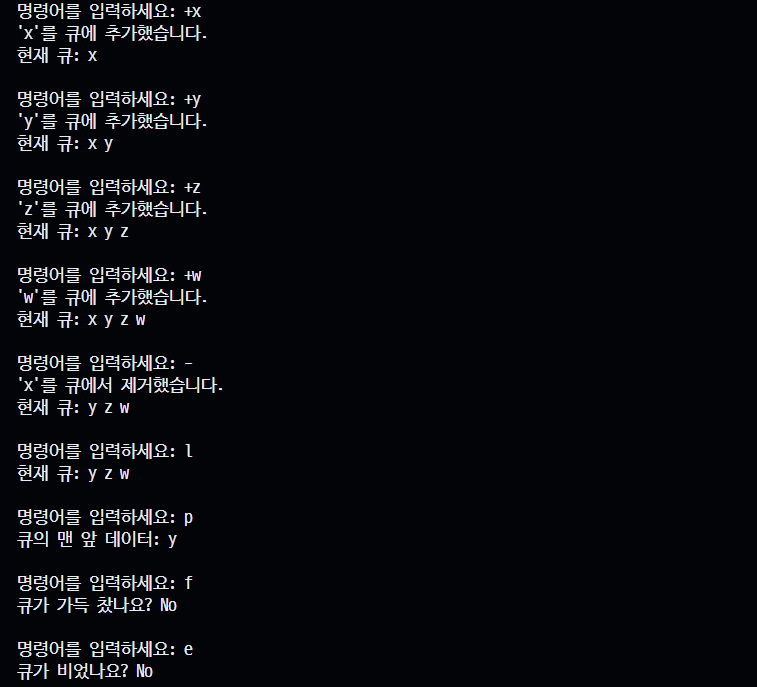 명령어를 입력하세요: +x
'x'를 큐에 추가했습니다.
현재 큐: x
명령어를 입력하세요: +y
'y'를 큐에 추가했습니다.
현재 큐: x y
명령어를 입력하세요: +z
'z'를 큐에 추가했습니다.
현재 큐: x y z
명령어를 입력하세요: +w
'w'를 큐에 추가했습니다.
현재 큐: x y z w
명령어를 입력하세요: -
'x'를 큐에서 제거했습니다.
현재 큐: y z w
명령어를 입력하세요: l
현재 큐: y z w
명령어를 입력하세요: p
큐의 맨 앞 데이터: y
명령어를 입력하세요: f
큐가 가득 찼나요? No
명령어를 입력하세요: e
큐가 비었나요? No